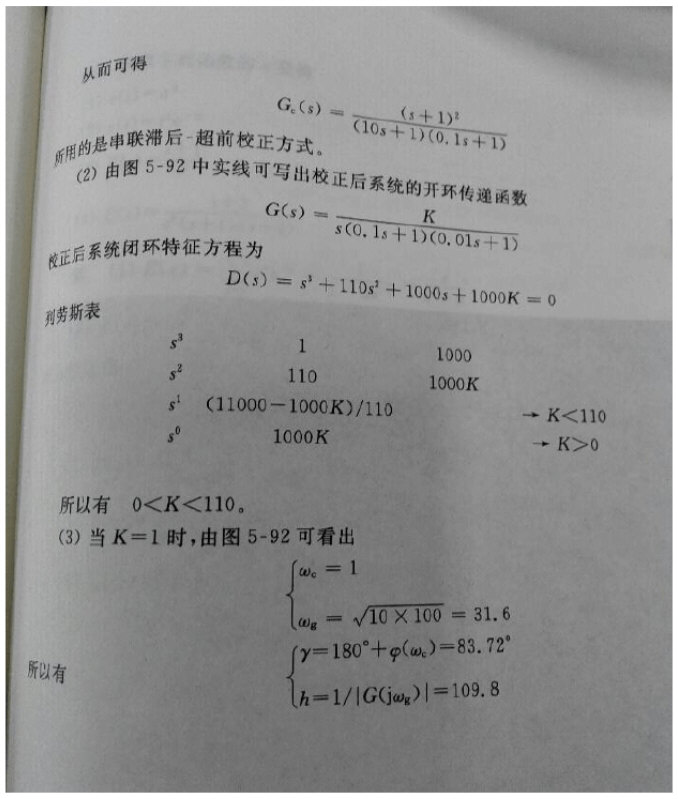 从而可得
G_c(s) = (s+1)² / (10s+1)(0.1s+1)
所用的是串联滞后-超前校正方式。
(2) 由图 5-92 中实线可写出校正后系统的开环传递函数
G(s) = K / s(0.1s+1)(0.01s+1)
校正后系统闭环特征方程为
D(s) = s³ + 110s² + 1000s + 1000K = 0
列劳斯表
s³ 1 1000
s² 110 1000K
s¹ (11000−1000K)/110 → K<110
s⁰ 1000K → K>0
所以有 0<K<110。
(3) 当 K=1 时,由图 5-92 可看出
ω_c = 1
ω_g = √(10×100) = 31.6
所以有
γ=180°+φ(ω_c)=83.72°
h=1/|G(jω_g)|=109.8